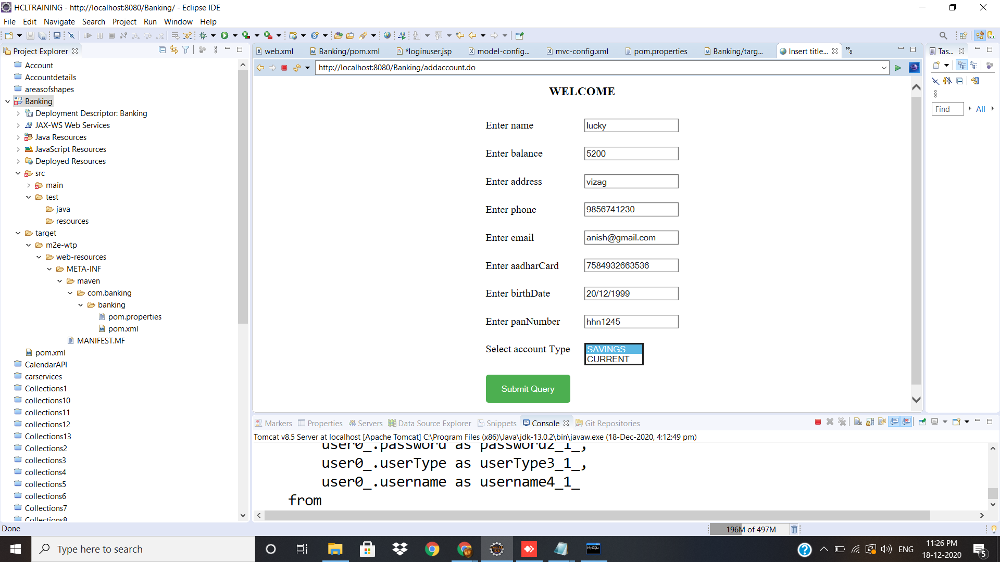 HCLTRAINING - http://localhost:8080/Banking/ - Eclipse IDE
File Edit Navigate Search Project Run Window Help
Project Explorer
Account
Accountdetails
areasofshapes
Banking
Deployment Descriptor: Banking
JAX-WS Web Services
Java Resources
JavaScript Resources
Deployed Resources
src
main
test
java
resources
target
m2e-wtp
web-resources
META-INF
maven
com.banking
banking
pom.properties
pom.xml
MANIFEST.MF
pom.xml
CalendarAPI
carservices
Collections1
collections10
collections11
collections12
Collections13
Collections2
collections3
collections4
collections5
collections6
Collections7
Collections8
web.xml Banking/pom.xml *loginuser.jsp model-config... mvc-config.xml pom.properties Banking/targ... Insert title... »8
http://localhost:8080/Banking/addaccount.do
WELCOME
Enter name lucky
Enter balance 5200
Enter address vizag
Enter phone 9856741230
Enter email anish@gmail.com
Enter aadharCard 7584932663536
Enter birthDate 20/12/1999
Enter panNumber hhn1245
Select account Type SAVINGS
CURRENT
Submit Query
Tas...
Find All
Markers Properties Servers Data Source Explorer Snippets Console Git Repositories
Tomcat v8.5 Server at localhost [Apache Tomcat] C:\Program Files (x86)\Java\jdk-13.0.2\bin\javaw.exe (18-Dec-2020, 4:12:49 pm)
user0_.password as password2_1_,
user0_.userType as userType3_1_,
user0_.username as username4_1_
from
Done
196M of 497M
Type here to search
ENG
11:26 PM
18-12-2020
5